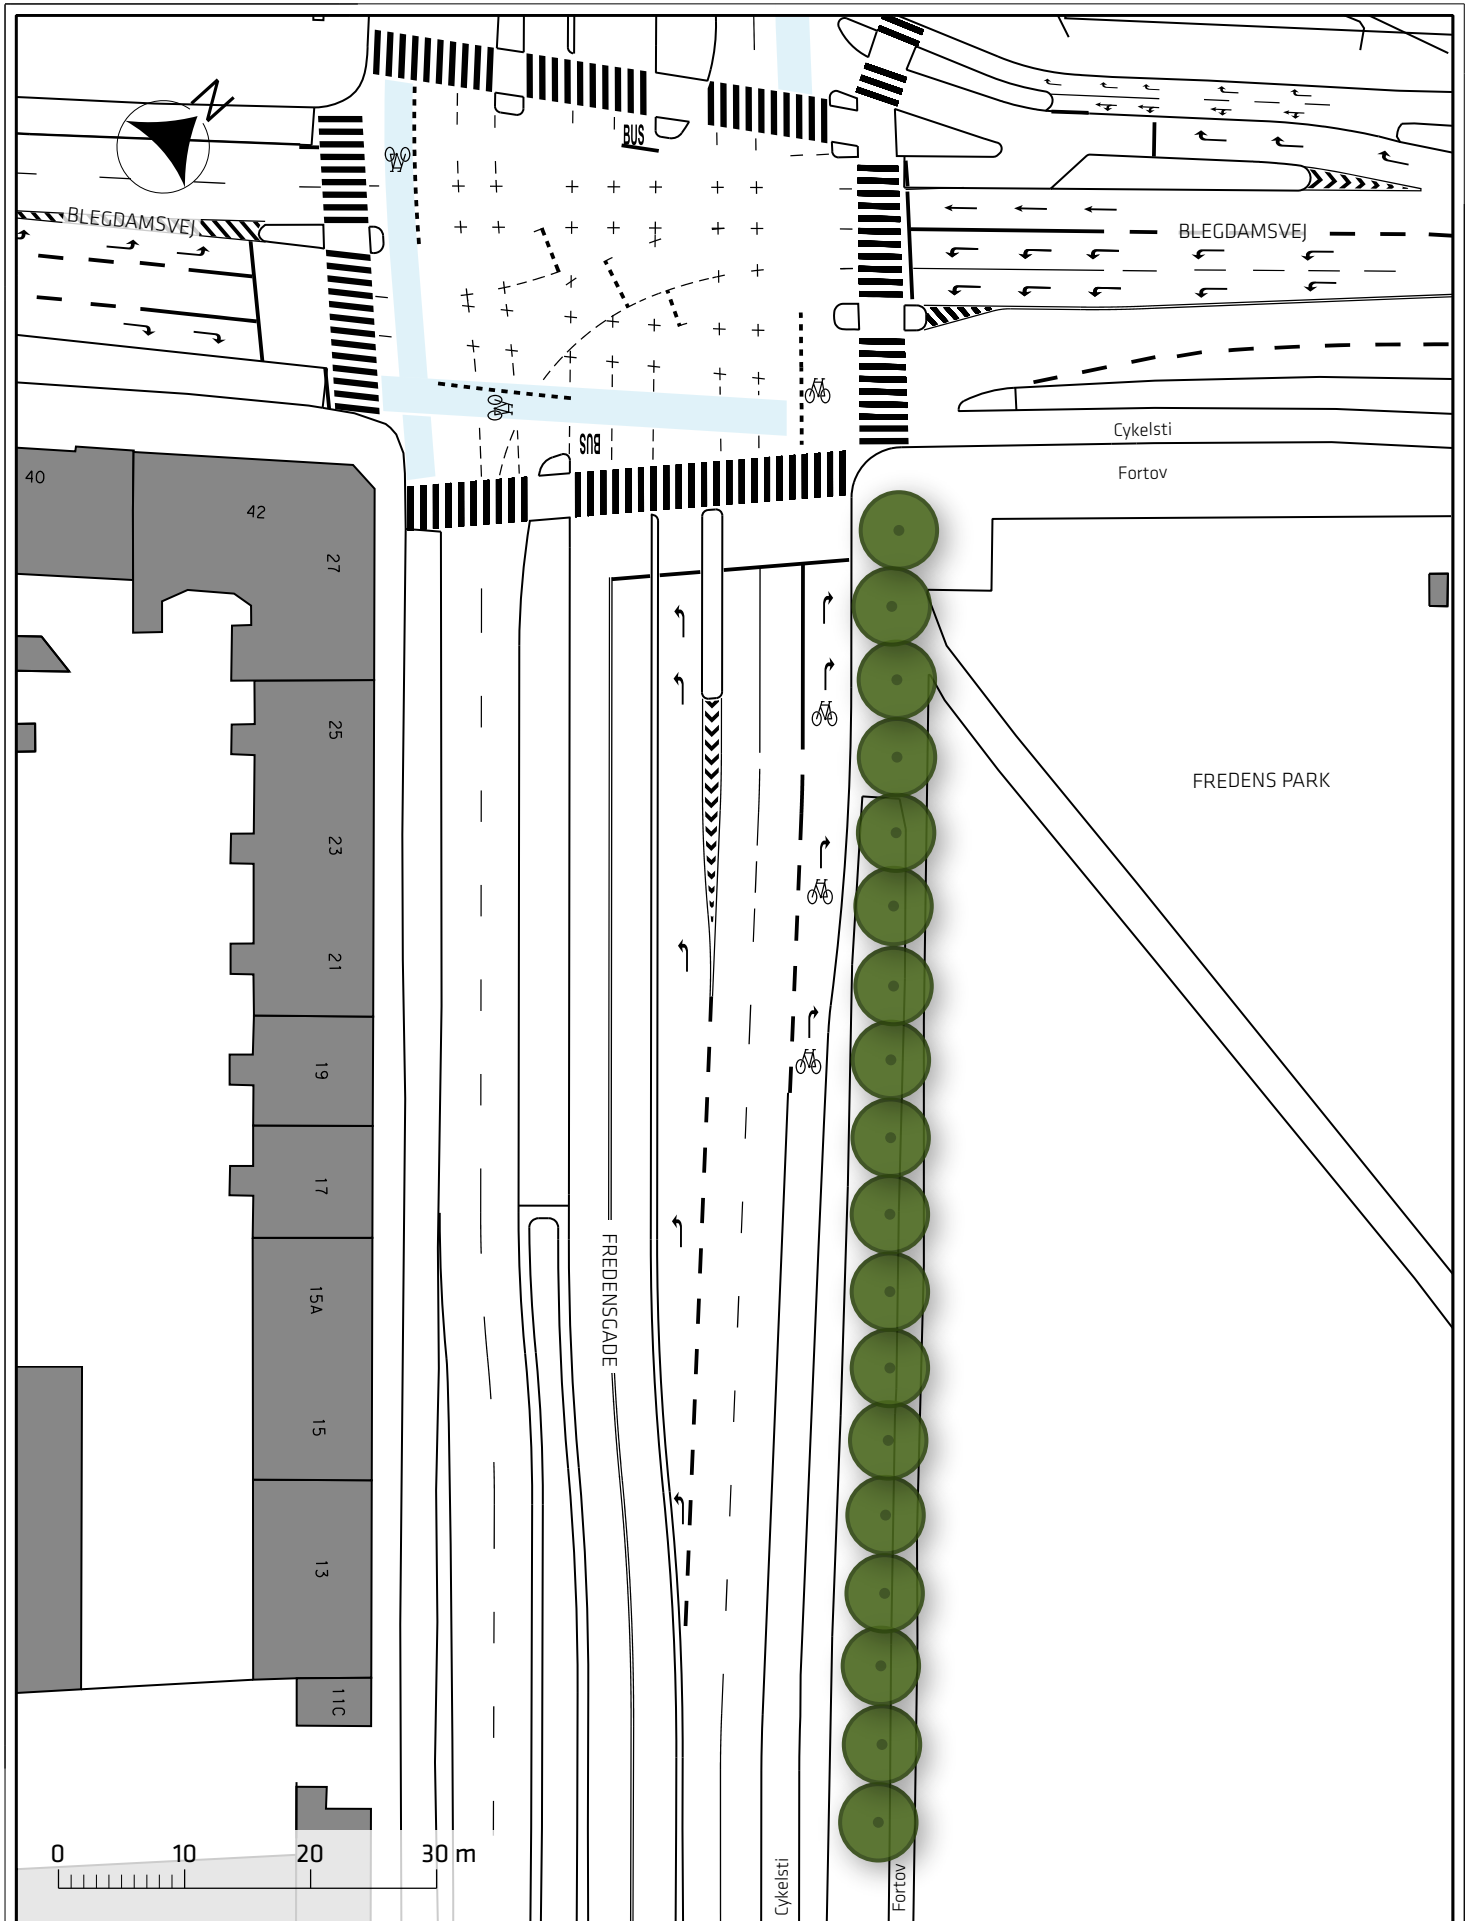 N
BUS
BLEGDAMSVEJ
BLEGDAMSVEJ
Cykelsti
BUS
Fortov
40
42
27
25
FREDENS PARK
23
21
19
17
FREDENSGADE
15A
15
13
11C
0 10 20 30 m
Cykelsti
Fortov